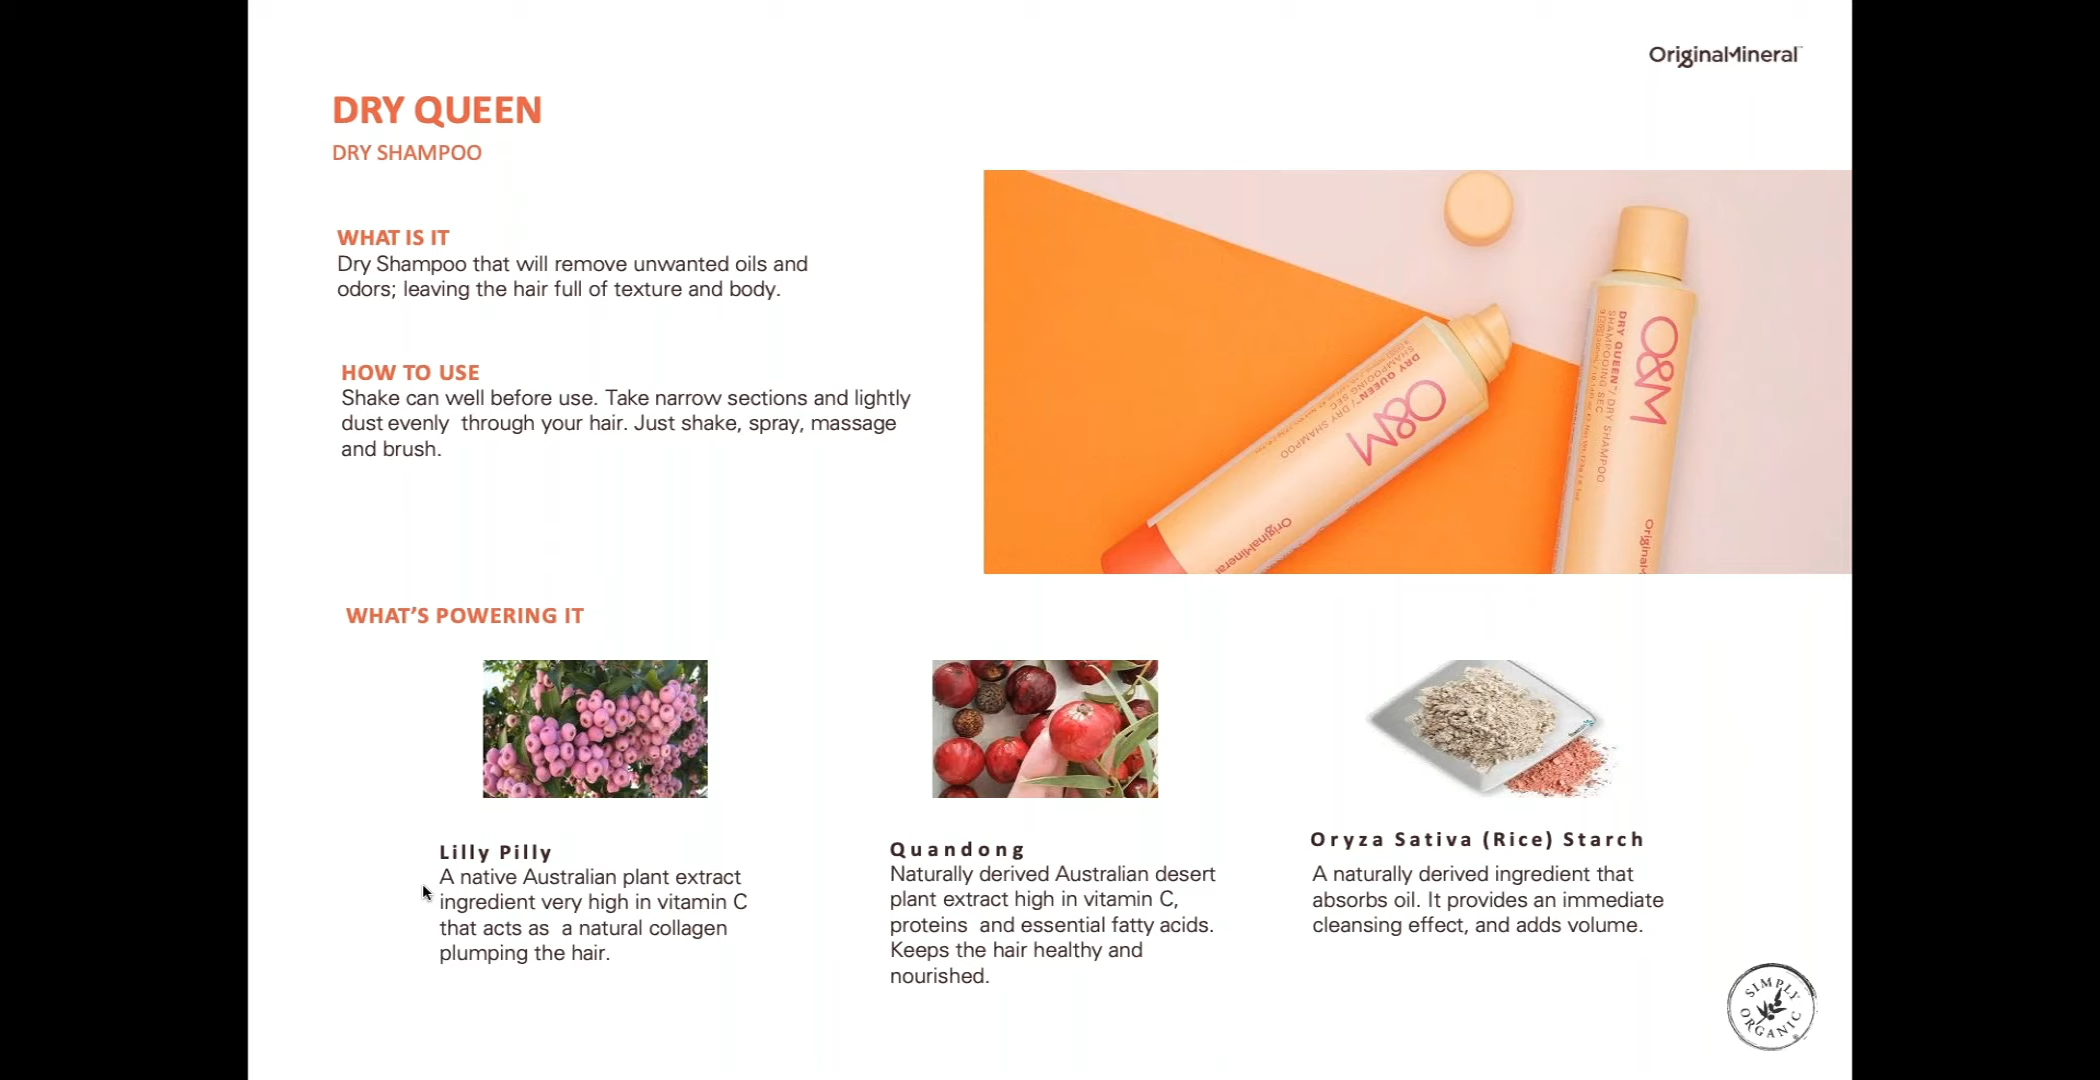 OriginalMineral
DRY QUEEN
DRY SHAMPOO
WHAT IS IT
Dry Shampoo that will remove unwanted oils and
odors; leaving the hair full of texture and body.
HOW TO USE
Shake can well before use. Take narrow sections and lightly
dust evenly  through your hair. Just shake, spray, massage
and brush.
O&M
DRY QUEEN™/ DRY SHAMPOO
SHAMPOOING SEC
OriginalMineral
O&M
DRY QUEEN™/ DRY SHAMPOO
SHAMPOOING SEC
WHAT'S POWERING IT
Lilly Pilly
A native Australian plant extract
ingredient very high in vitamin C
that acts as  a natural collagen
plumping the hair.
Quandong
Naturally derived Australian desert
plant extract high in vitamin C,
proteins  and essential fatty acids.
Keeps the hair healthy and
nourished.
Oryza Sativa (Rice) Starch
A naturally derived ingredient that
absorbs oil. It provides an immediate
cleansing effect, and adds volume.
SIMPLY
ORGANIC